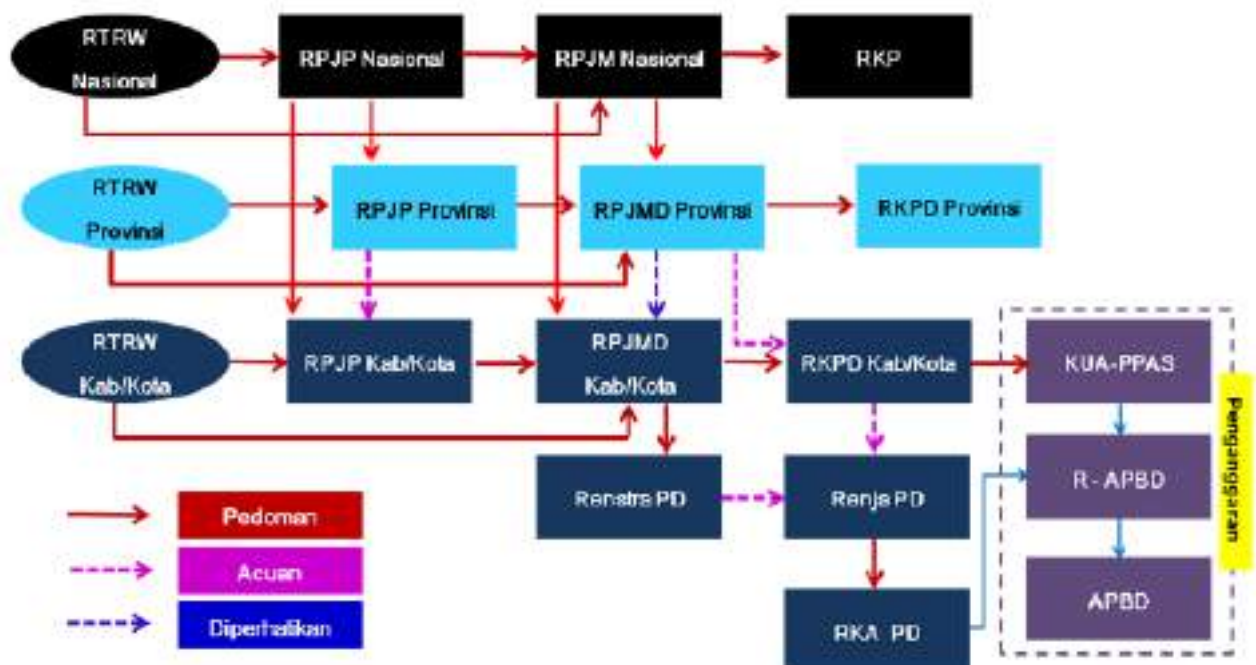 RTRW
Nasional
RPJP Nasional
RPJM Nasional
RKP
RTRW
Provinsi
RPJP Provinsi
RPJMD Provinsi
RKPD Provinsi
RTRW
Kab/Kota
RPJP Kab/Kota
RPJMD
Kab/Kota
RKPD Kab/Kota
KUA-PPAS
Renstra PD
Renja PD
R - APBD
Penganggaran
Pedoman
Acuan
Diperhatikan
RKA PD
APBD